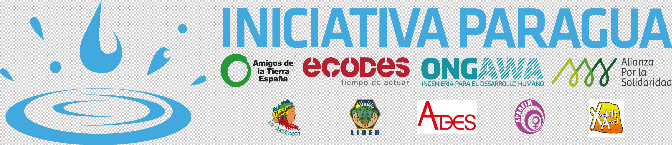 INICIATIVA PARAGUA
Amigos de
la Tierra
España
ecodes
tiempo de actuar
ONGAWA
INGENIERÍA PARA EL DESARROLLO HUMANO
Alianza
Por la
Solidaridad
LIDER
ADES